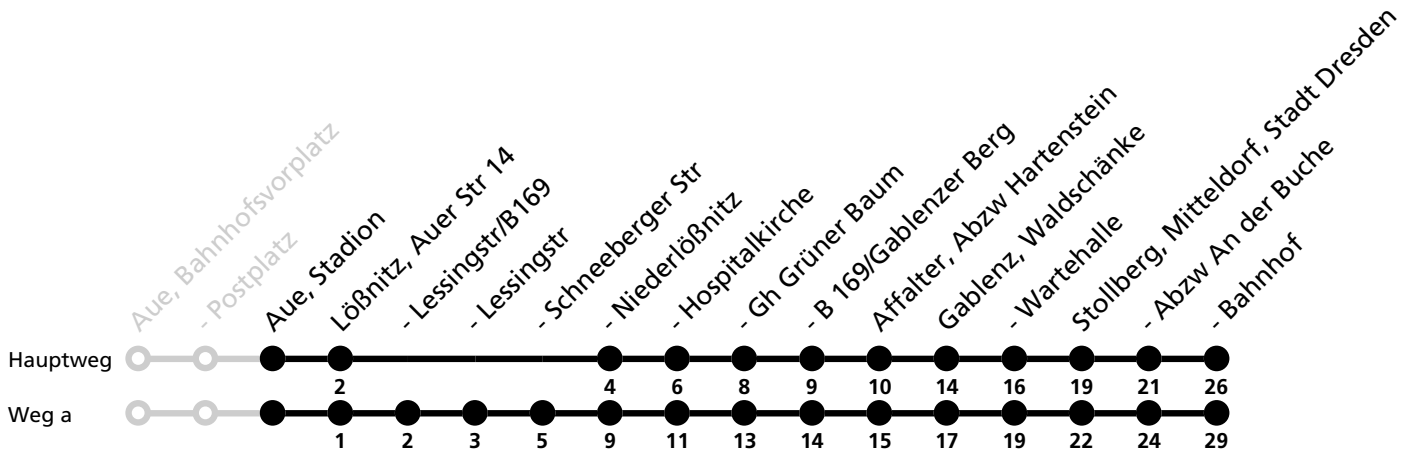 Aue, Bahnhofsvorplatz
- Postplatz
Aue, Stadion
Lößnitz, Auer Str 14
- Lessingstr/B169
- Lessingstr
- Schneeberger Str
- Niederlößnitz
- Hospitalkirche
- Gh Grüner Baum
- B 169/Gablenzer Berg
Affalter, Abzw Hartenstein
Gablenz, Waldschänke
- Wartehalle
Stollberg, Mitteldorf, Stadt Dresden
- Abzw An der Buche
- Bahnhof
Hauptweg
2 4 6 8 9 10 14 16 19 21 26
Weg a
1 2 3 5 9 11 13 14 15 17 19 22 24 29